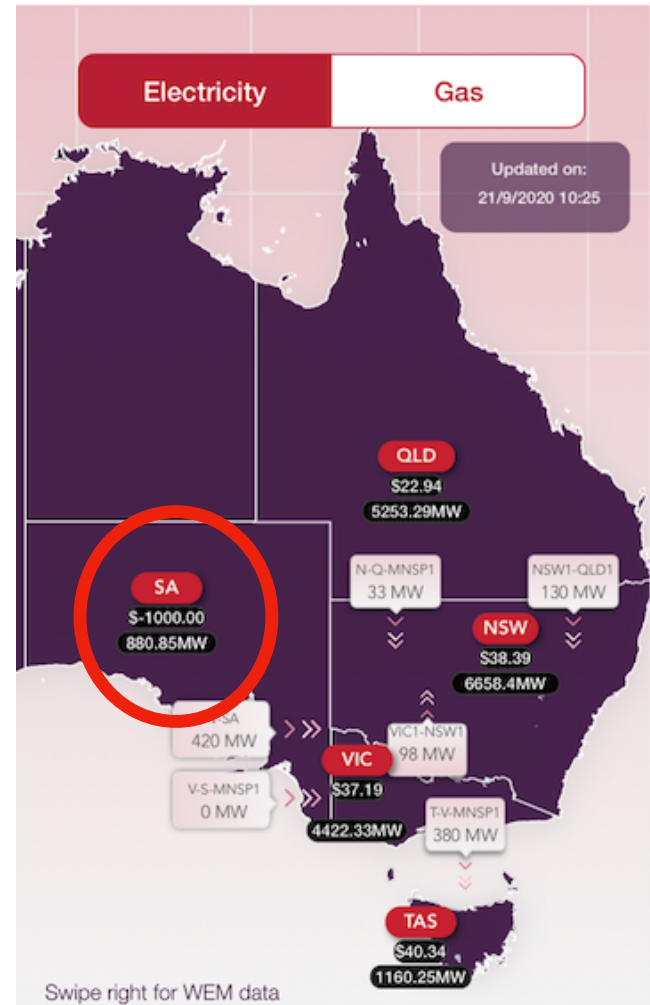 Electricity
Gas
Updated on:
21/9/2020 10:25
QLD
$22.94
5253.29MW
N-Q-MNSP1
33 MW
NSW1-QLD1
130 MW
SA
$-1000.00
880.85MW
NSW
$38.39
6658.4MW
-SA
420 MW
VIC1-NSW1
98 MW
VIC
$37.19
4422.33MW
V-S-MNSP1
0 MW
T-V-MNSP1
380 MW
TAS
$40.34
1160.25MW
Swipe right for WEM data